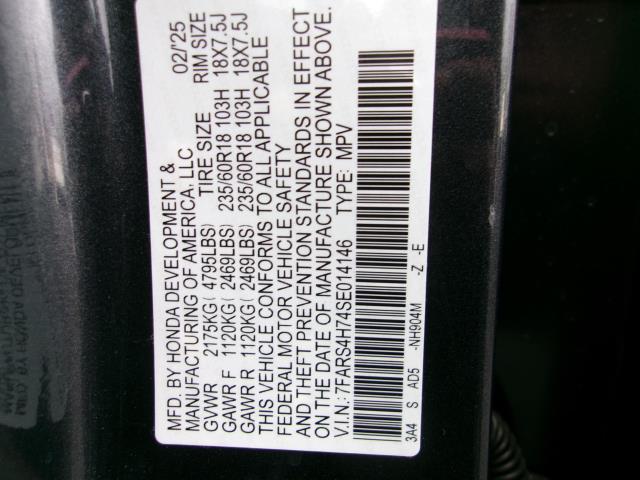 MFD. BY HONDA DEVELOPMENT &
MANUFACTURING OF AMERICA, LLC 02/'25
GVWR 2175KG( 4795LBS) TIRE SIZE RIM SIZE
GAWR F 1120KG( 2469LBS) 235/60R18 103H 18X7.5J
GAWR R 1120KG( 2469LBS) 235/60R18 103H 18X7.5J
THIS VEHICLE CONFORMS TO ALL APPLICABLE
FEDERAL MOTOR VEHICLE SAFETY
AND THEFT PREVENTION STANDARDS IN EFFECT
ON THE DATE OF MANUFACTURE SHOWN ABOVE.
V.I.N.: 7FARS4H74SE014146 TYPE: MPV
3A4 S AD5 -NH904M -Z -E